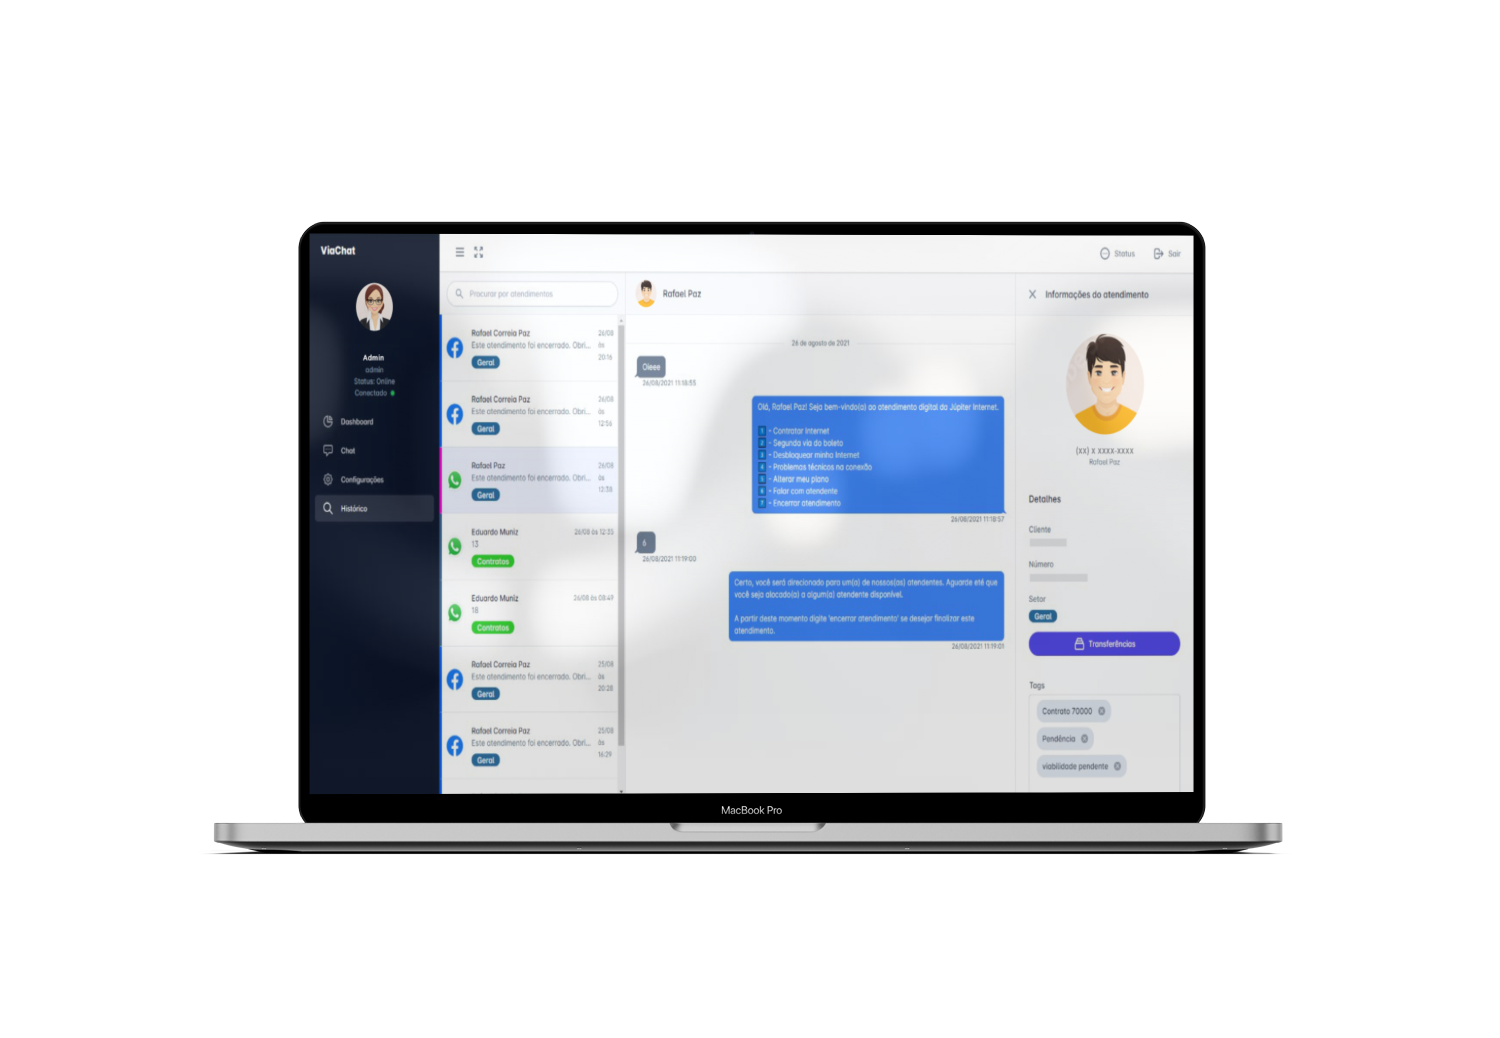 ViaChat
Admin
admin
Status: Online
Conectado
Dashboard
Chat
Configurações
Histórico
Status
Sair
Procurar por atendimentos
Rafael Correia Paz
26/08
Este atendimento foi encerrado. Obri...
às
20:16
Geral
Rafael Correia Paz
26/08
Este atendimento foi encerrado. Obri...
às
12:56
Geral
Rafael Paz
26/08
Este atendimento foi encerrado. Obri...
às
12:38
Geral
Eduardo Muniz
26/08 às 12:35
13
Contratos
Eduardo Muniz
26/08 às 08:49
18
Contratos
Rafael Correia Paz
25/08
Este atendimento foi encerrado. Obri...
às
20:28
Geral
Rafael Correia Paz
25/08
Este atendimento foi encerrado. Obri...
às
16:29
Geral
Rafael Paz
26 de agosto de 2021
Oieee
26/08/2021 11:18:55
Olá, Rafael Paz! Seja bem-vindo(a) ao atendimento digital da Júpiter Internet.
1 - Contratar internet
2 - Segunda via do boleto
3 - Desbloquear minha internet
4 - Problemas técnicos na conexão
5 - Alterar meu plano
6 - Falar com atendente
7 - Encerrar atendimento
26/08/2021 11:18:57
6
26/08/2021 11:19:00
Certo, você será direcionado para um(a) de nossos(as) atendentes. Aguarde até que
você seja alocado(a) a algum(a) atendente disponível.
A partir deste momento digite 'encerrar atendimento' se desejar finalizar este
atendimento.
26/08/2021 11:19:01
Informações do atendimento
(xx) x xxxx-xxxx
Rafael Paz
Detalhes
Cliente
Número
Setor
Geral
Transferências
Tags
Contrato 70000
Pendência
viabilidade pendente
MacBook Pro